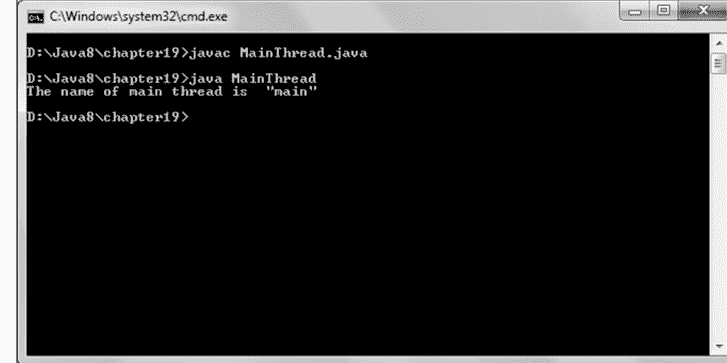 C:\Windows\system32\cmd.exe
D:\Java8\chapter19>javac MainThread.java
D:\Java8\chapter19>java MainThread
The name of main thread is  "main"
D:\Java8\chapter19>